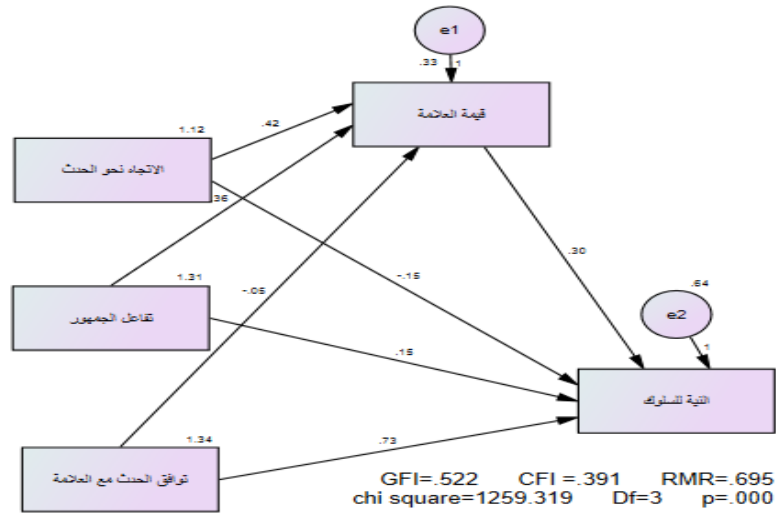 e1
.33 1
قيمة العلامة
1.12
.42
الاتجاه نحو الحدث
.36
-.05
-.15
.30
1.31
تفاعل الجمهور
.15
.64
e2
1
النية للسلوك
1.34
.73
توافق الحدث مع العلامة
GFI=.522 CFI =.391 RMR=.695
chi square=1259.319 Df=3 p=.000